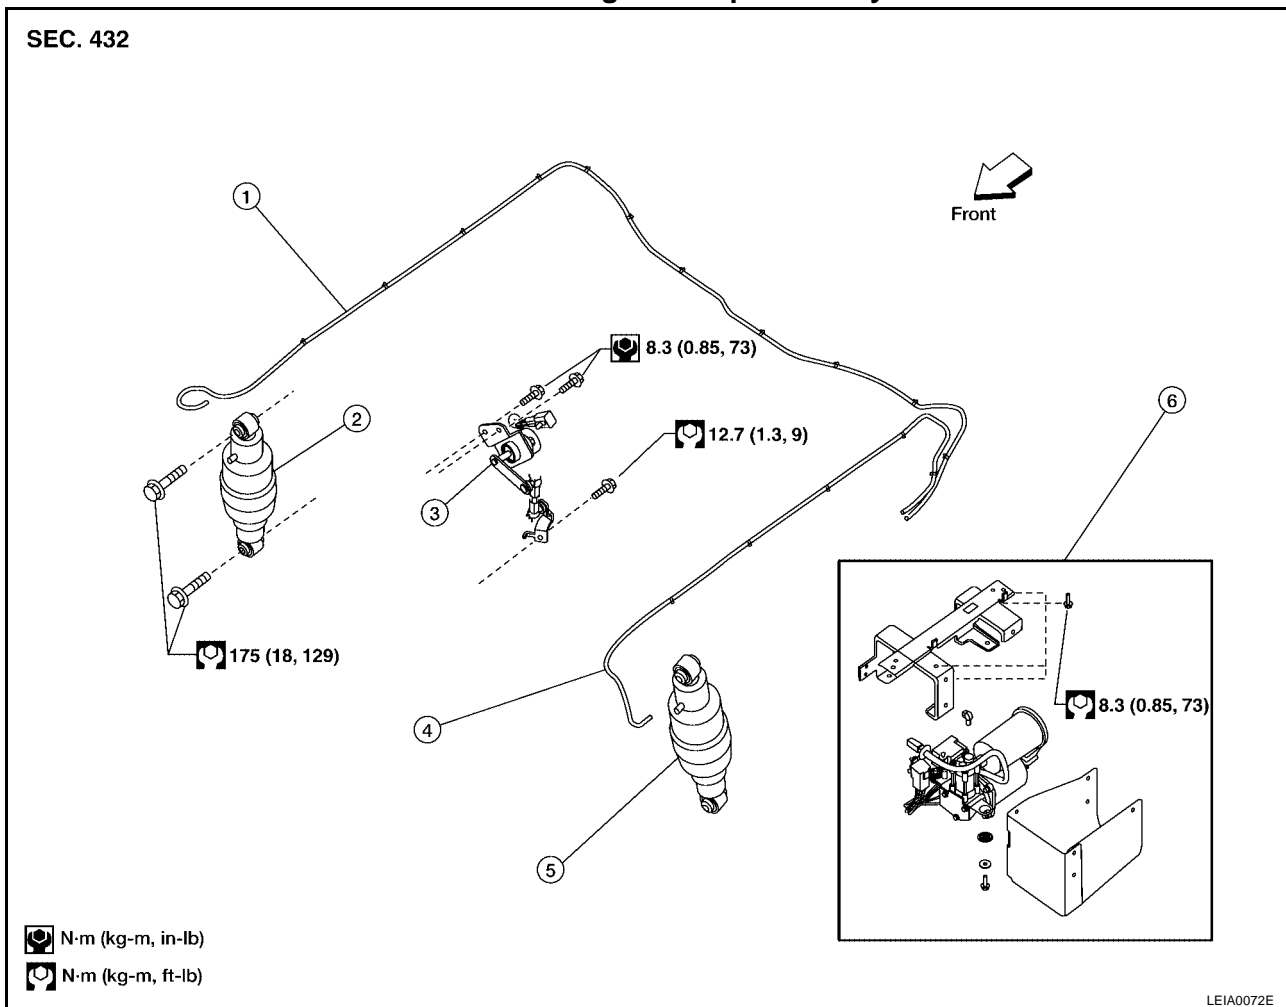 SEC. 432
1
Front
8.3 (0.85, 73)
2
12.7 (1.3, 9)
6
3
175 (18, 129)
8.3 (0.85, 73)
4
5
N·m (kg-m, in-lb)
N·m (kg-m, ft-lb)
LEIA0072E